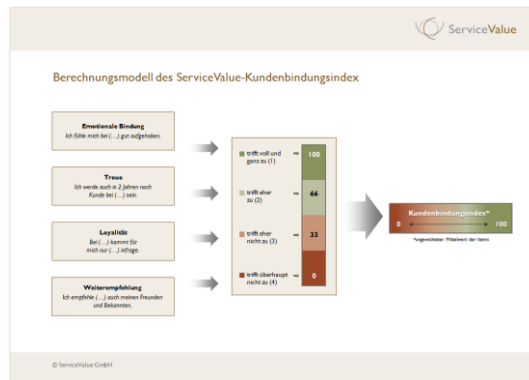 ServiceValue
Berechnungsmodell des ServiceValue-Kundenbindungsindex
Emotionale Bindung
Ich fühle mich bei (...) gut aufgehoben.
Treue
Ich werde auch in 2 Jahren noch
Kunde bei (...) sein.
Loyalität
Bei (...) kommt für
mich nur (...) infrage.
Weiterempfehlung
Ich empfehle (...) auch meinen Freunden
und Bekannten.
trifft voll und
ganz zu (1)
100
trifft eher
zu (2)
66
trifft eher
nicht zu (3)
33
trifft überhaupt
nicht zu (4)
0
Kundenbindungsindex*
0 100
*ungewichteter Mittelwert der Items
© ServiceValue GmbH